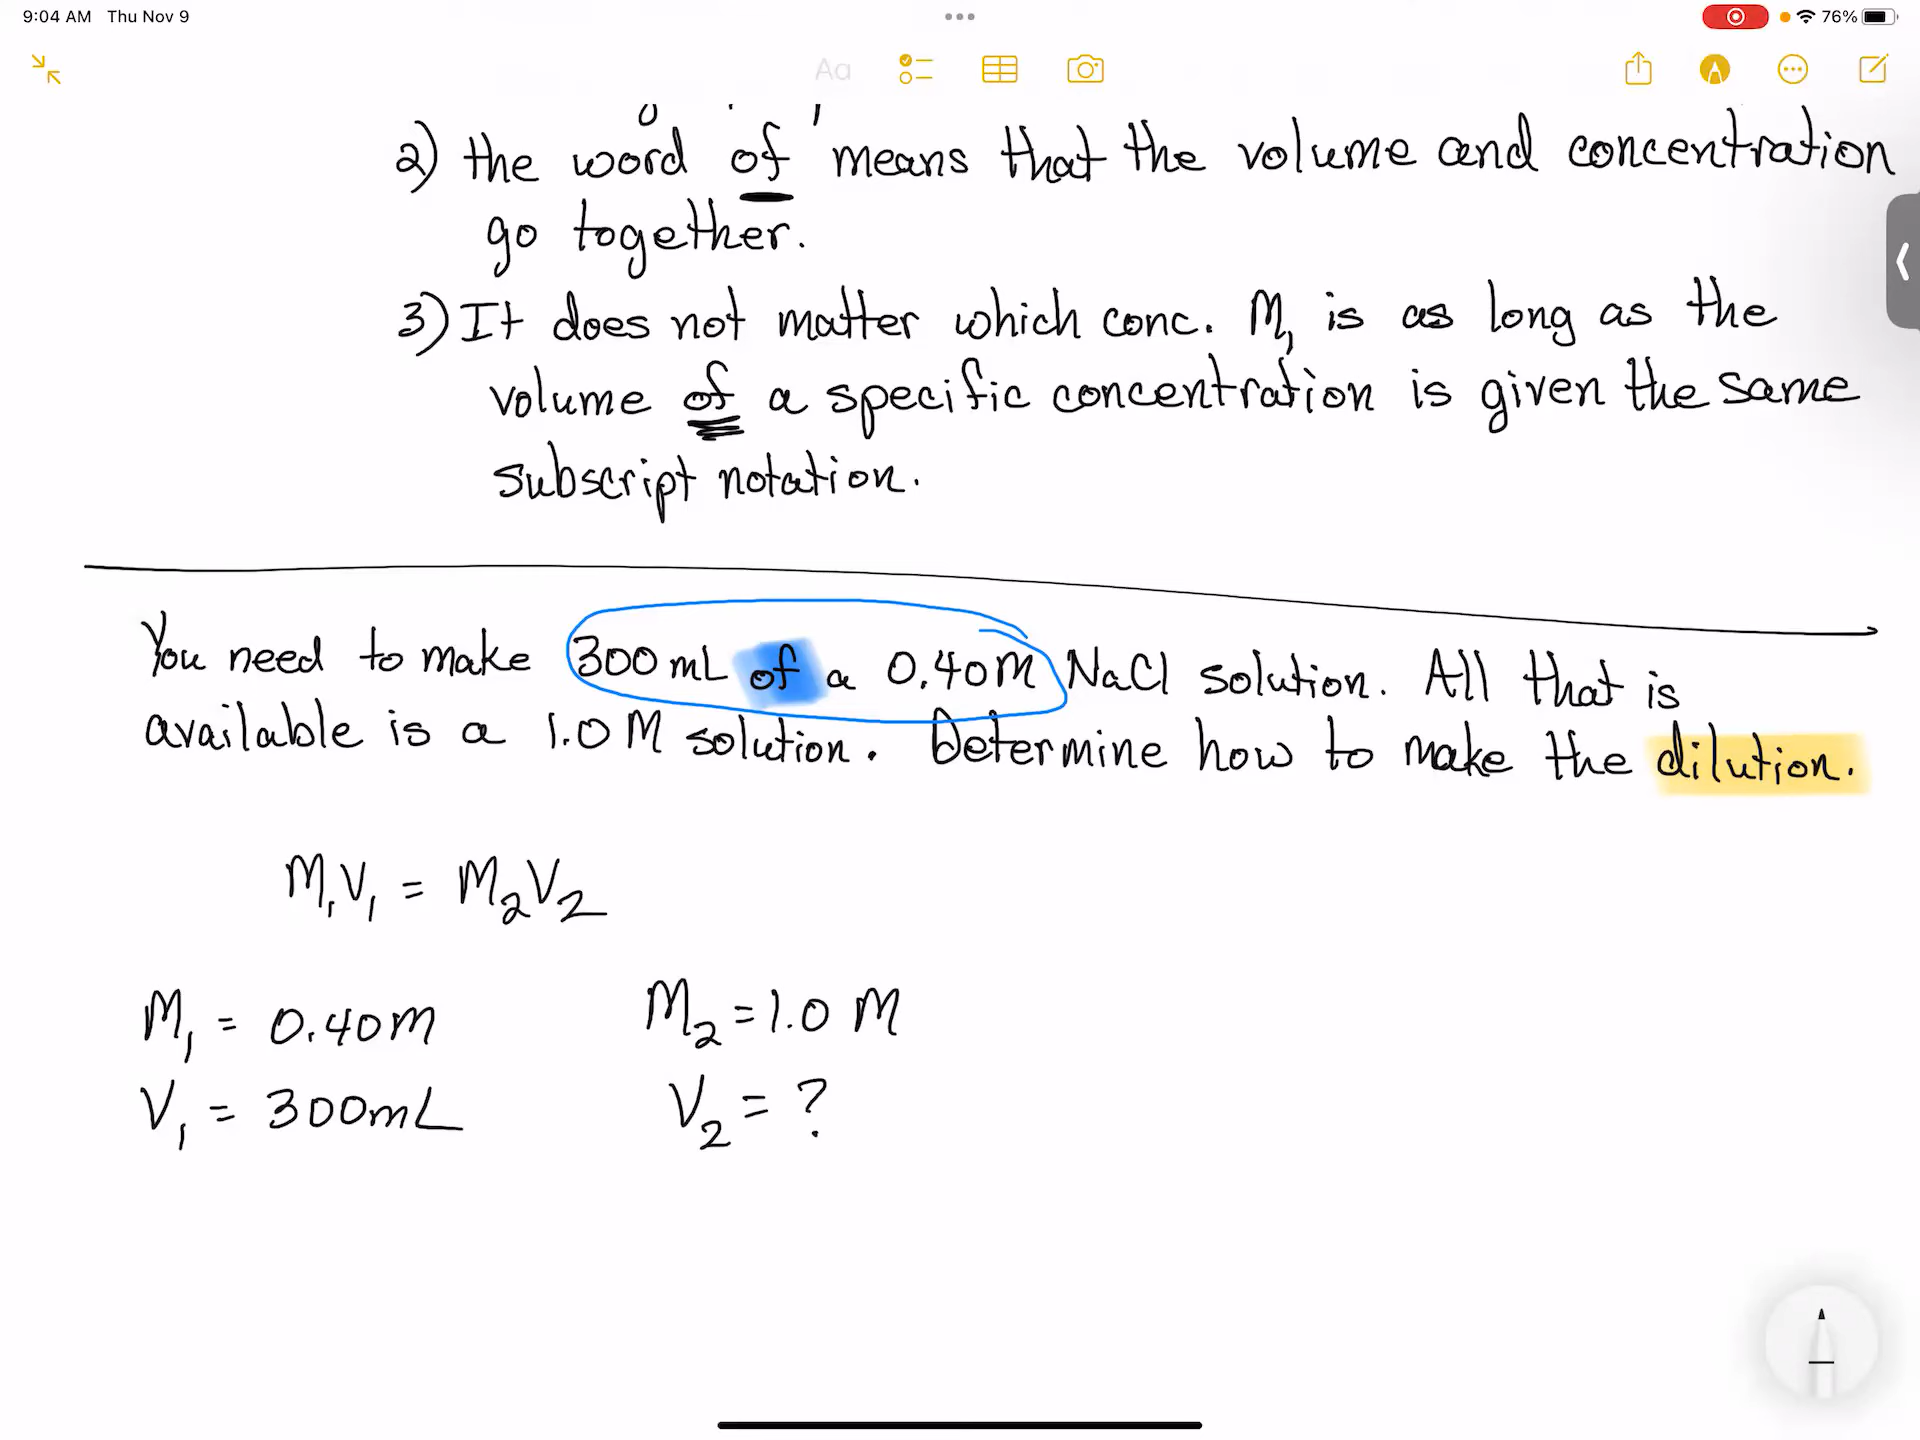 9:04 AM Thu Nov 9
76%
Aa
2) the word of means that the volume and concentration
go together.
3) It does not matter which conc. M₁ is as long as the
volume of a specific concentration is given the same
subscript notation.
You need to make 300 mL of a 0.40M NaCl solution. All that is
available is a 1.0 M solution. Determine how to make the dilution.
M₁V₁ = M₂V₂
M₁ = 0.40M M₂ = 1.0 M
V₁ = 300mL V₂ = ?